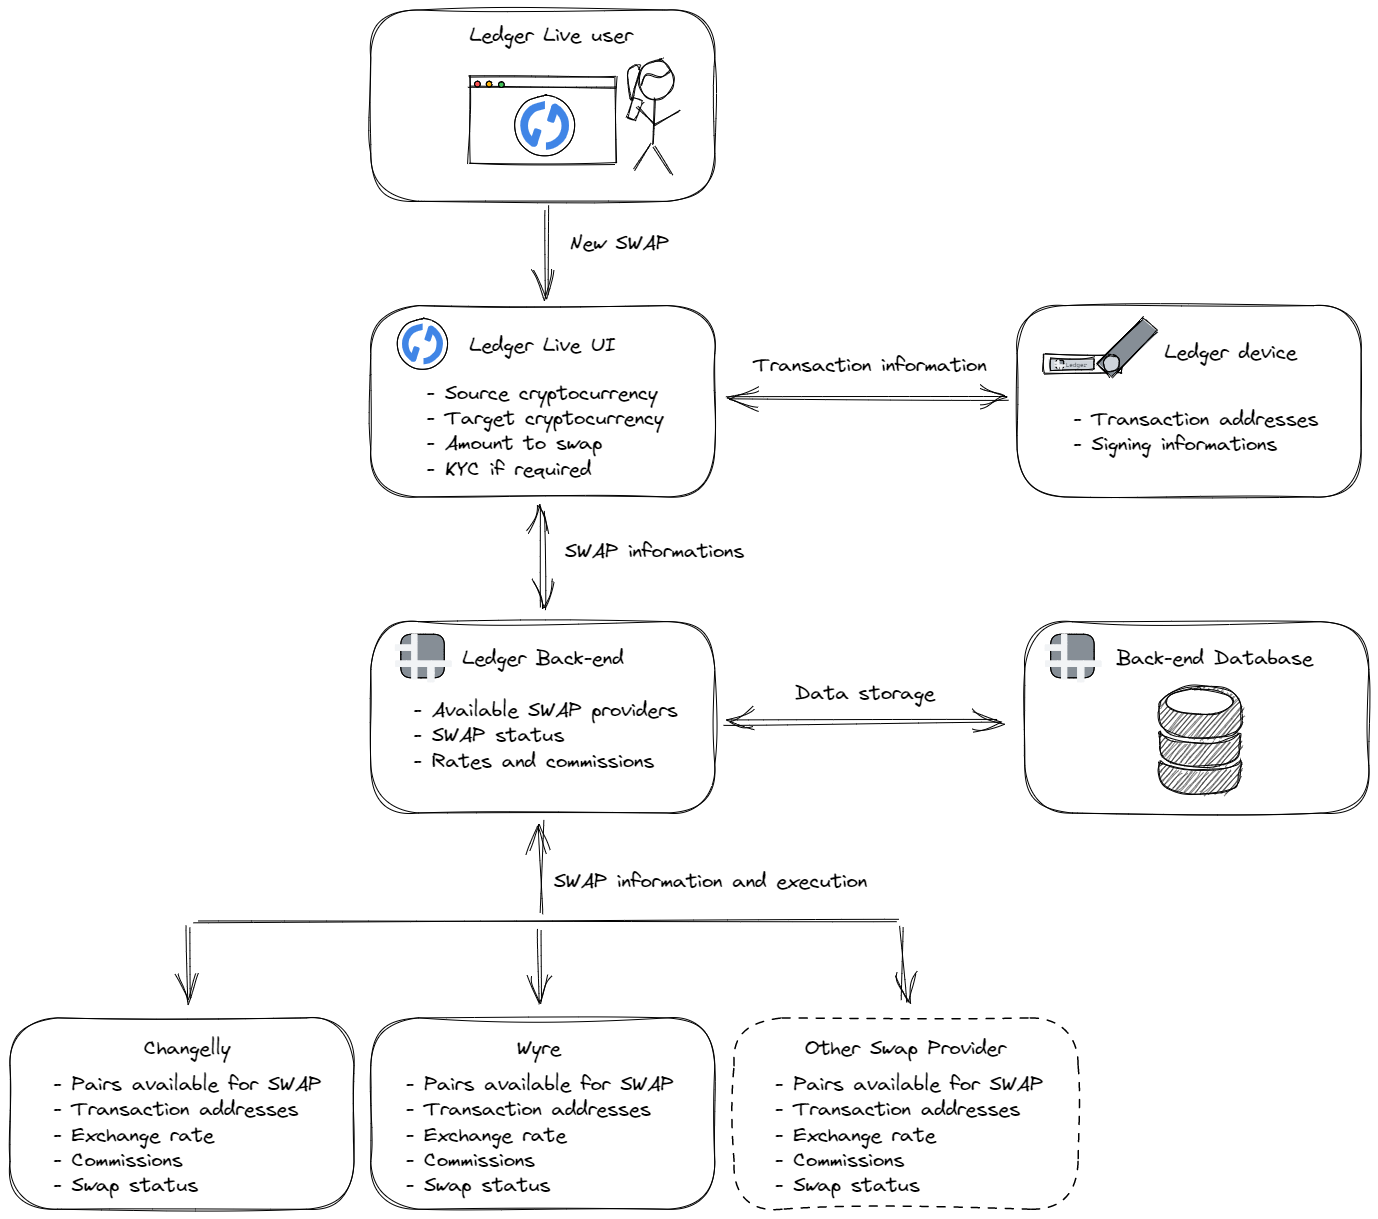 Ledger Live user
New SWAP
Ledger Live UI
- Source cryptocurrency
- Target cryptocurrency
- Amount to swap
- KYC if required
Transaction information
Ledger
Ledger device
- Transaction addresses
- Signing informations
SWAP informations
Ledger Back-end
- Available SWAP providers
- SWAP status
- Rates and commissions
Data storage
Back-end Database
SWAP information and execution
Changelly
- Pairs available for SWAP
- Transaction addresses
- Exchange rate
- Commissions
- Swap status
Wyre
- Pairs available for SWAP
- Transaction addresses
- Exchange rate
- Commissions
- Swap status
Other Swap Provider
- Pairs available for SWAP
- Transaction addresses
- Exchange rate
- Commissions
- Swap status